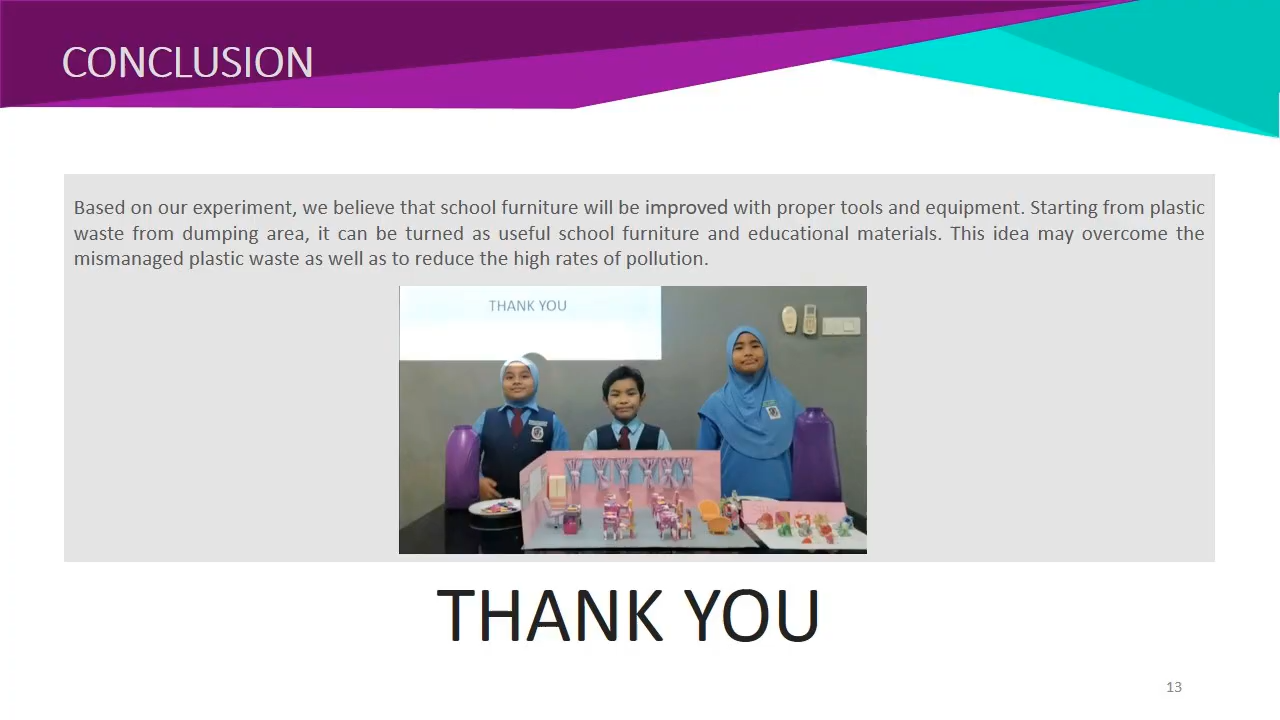 CONCLUSION
Based on our experiment, we believe that school furniture will be improved with proper tools and equipment. Starting from plastic
waste from dumping area, it can be turned as useful school furniture and educational materials. This idea may overcome the
mismanaged plastic waste as well as to reduce the high rates of pollution.
THANK YOU
THANK YOU
13